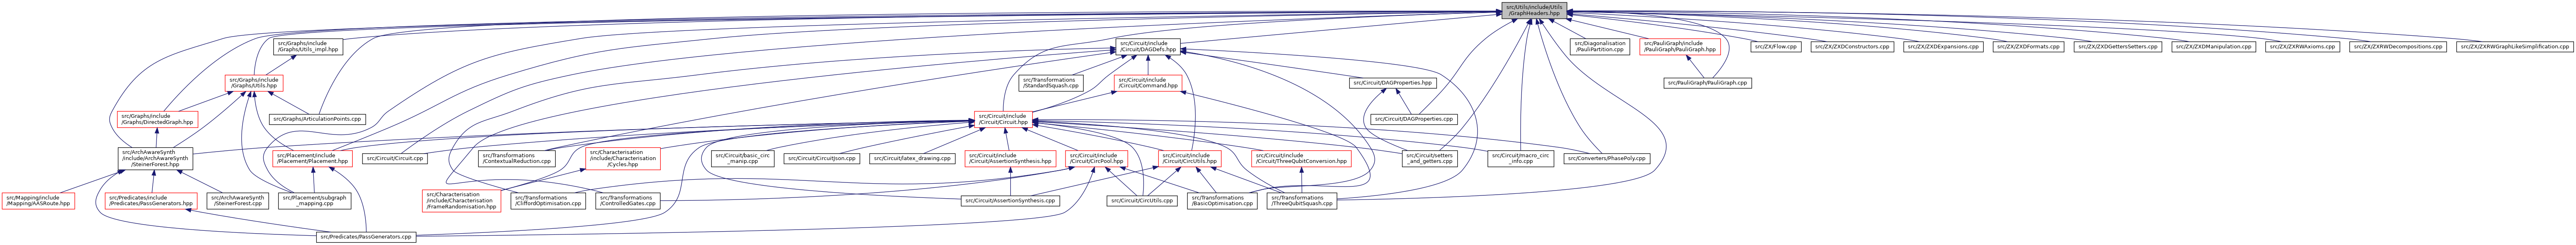 src/Utils/include/Utils
/GraphHeaders.hpp
src/Graphs/include
/Graphs/Utils_impl.hpp
src/Circuit/include
/Circuit/DAGDefs.hpp
src/Diagonalisation
/PauliPartition.cpp
src/PauliGraph/include
/PauliGraph/PauliGraph.hpp
src/ZX/Flow.cpp
src/ZX/ZXDConstructors.cpp
src/ZX/ZXDExpansions.cpp
src/ZX/ZXDFormats.cpp
src/ZX/ZXDGettersSetters.cpp
src/ZX/ZXDManipulation.cpp
src/ZX/ZXRWAxioms.cpp
src/ZX/ZXRWDecompositions.cpp
src/ZX/ZXRWGraphLikeSimplification.cpp
src/Graphs/include
/Graphs/Utils.hpp
src/Transformations
/StandardSquash.cpp
src/Circuit/include
/Circuit/Command.hpp
src/Circuit/DAGProperties.hpp
src/PauliGraph/PauliGraph.cpp
src/Graphs/include
/Graphs/DirectedGraph.hpp
src/Graphs/ArticulationPoints.cpp
src/Circuit/include
/Circuit/Circuit.hpp
src/Circuit/DAGProperties.cpp
src/ArchAwareSynth
/include/ArchAwareSynth
/SteinerForest.hpp
src/Placement/include
/Placement/Placement.hpp
src/Circuit/Circuit.cpp
src/Transformations
/ContextualReduction.cpp
src/Characterisation
/include/Characterisation
/Cycles.hpp
src/Circuit/basic_circ
_manip.cpp
src/Circuit/CircuitJson.cpp
src/Circuit/latex_drawing.cpp
src/Circuit/include
/Circuit/AssertionSynthesis.hpp
src/Circuit/include
/Circuit/CircPool.hpp
src/Circuit/include
/Circuit/CircUtils.hpp
src/Circuit/include
/Circuit/ThreeQubitConversion.hpp
src/Circuit/setters
_and_getters.cpp
src/Circuit/macro_circ
_info.cpp
src/Converters/PhasePoly.cpp
src/Mapping/include
/Mapping/AASRoute.hpp
src/Predicates/include
/Predicates/PassGenerators.hpp
src/ArchAwareSynth
/SteinerForest.cpp
src/Placement/subgraph
_mapping.cpp
src/Characterisation
/include/Characterisation
/FrameRandomisation.hpp
src/Transformations
/CliffordOptimisation.cpp
src/Transformations
/ControlledGates.cpp
src/Circuit/AssertionSynthesis.cpp
src/Circuit/CircUtils.cpp
src/Transformations
/BasicOptimisation.cpp
src/Transformations
/ThreeQubitSquash.cpp
src/Predicates/PassGenerators.cpp